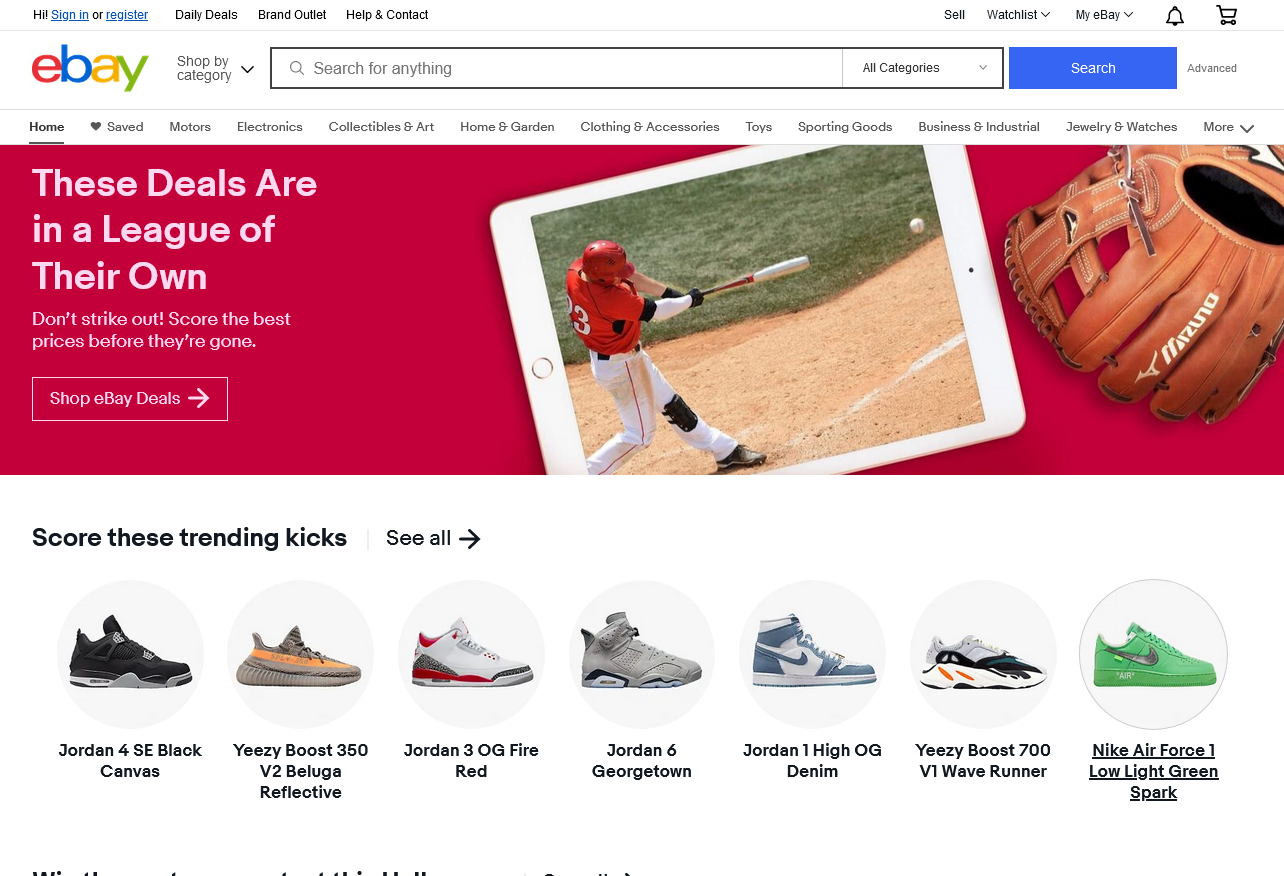 Hi! Sign in or register Daily Deals Brand Outlet Help & Contact Sell Watchlist My eBay
ebay Shop by category Search for anything All Categories Search Advanced
Home Saved Motors Electronics Collectibles & Art Home & Garden Clothing & Accessories Toys Sporting Goods Business & Industrial Jewelry & Watches More
These Deals Are
in a League of
Their Own
Don't strike out! Score the best
prices before they're gone.
Shop eBay Deals
23
MIZUNO
Score these trending kicks See all
"AIR"
Jordan 4 SE Black
Canvas
Yeezy Boost 350
V2 Beluga
Reflective
Jordan 3 OG Fire
Red
Jordan 6
Georgetown
Jordan 1 High OG
Denim
Yeezy Boost 700
V1 Wave Runner
Nike Air Force 1
Low Light Green
Spark